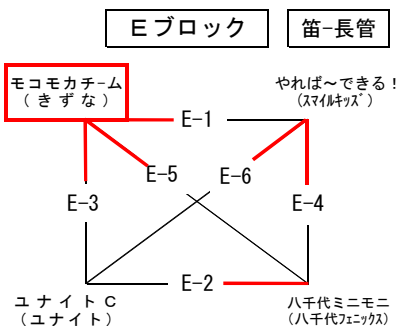 Eブロック 笛-長管
モコモカチーム
(きずな)
やれば～できる!
(スマイルキッズ)
E-1
E-5
E-6
E-3
E-4
E-2
ユナイトC
(ユナイト)
八千代ミニモニ
(八千代フェニックス)